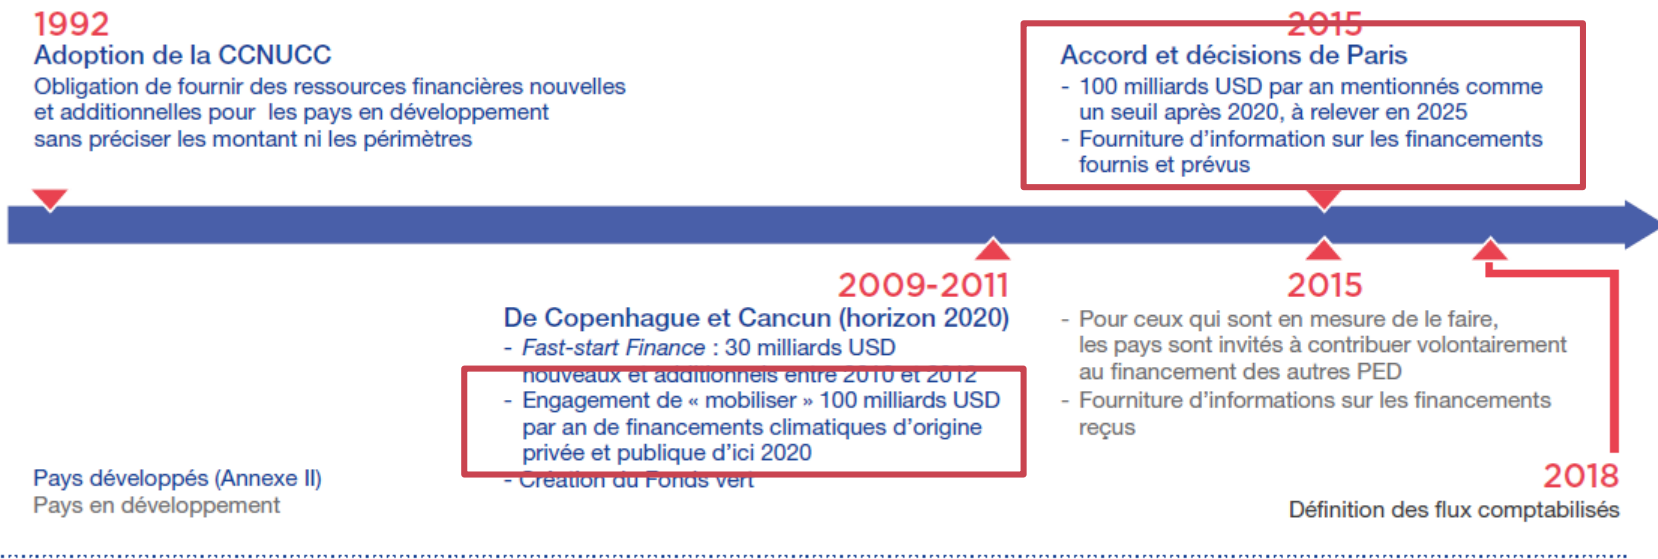 1992
Adoption de la CCNUCC
Obligation de fournir des ressources financières nouvelles
et additionnelles pour les pays en développement
sans préciser les montant ni les périmètres
2015
Accord et décisions de Paris
- 100 milliards USD par an mentionnés comme
un seuil après 2020, à relever en 2025
- Fourniture d'information sur les financements
fournis et prévus
2009-2011
De Copenhague et Cancun (horizon 2020)
- Fast-start Finance : 30 milliards USD
nouveaux et additionnels entre 2010 et 2012
- Engagement de « mobiliser » 100 milliards USD
par an de financements climatiques d'origine
privée et publique d'ici 2020
- Création du Fonds vert
2015
- Pour ceux qui sont en mesure de le faire,
les pays sont invités à contribuer volontairement
au financement des autres PED
- Fourniture d'informations sur les financements
reçus
2018
Définition des flux comptabilisés
Pays développés (Annexe II)
Pays en développement